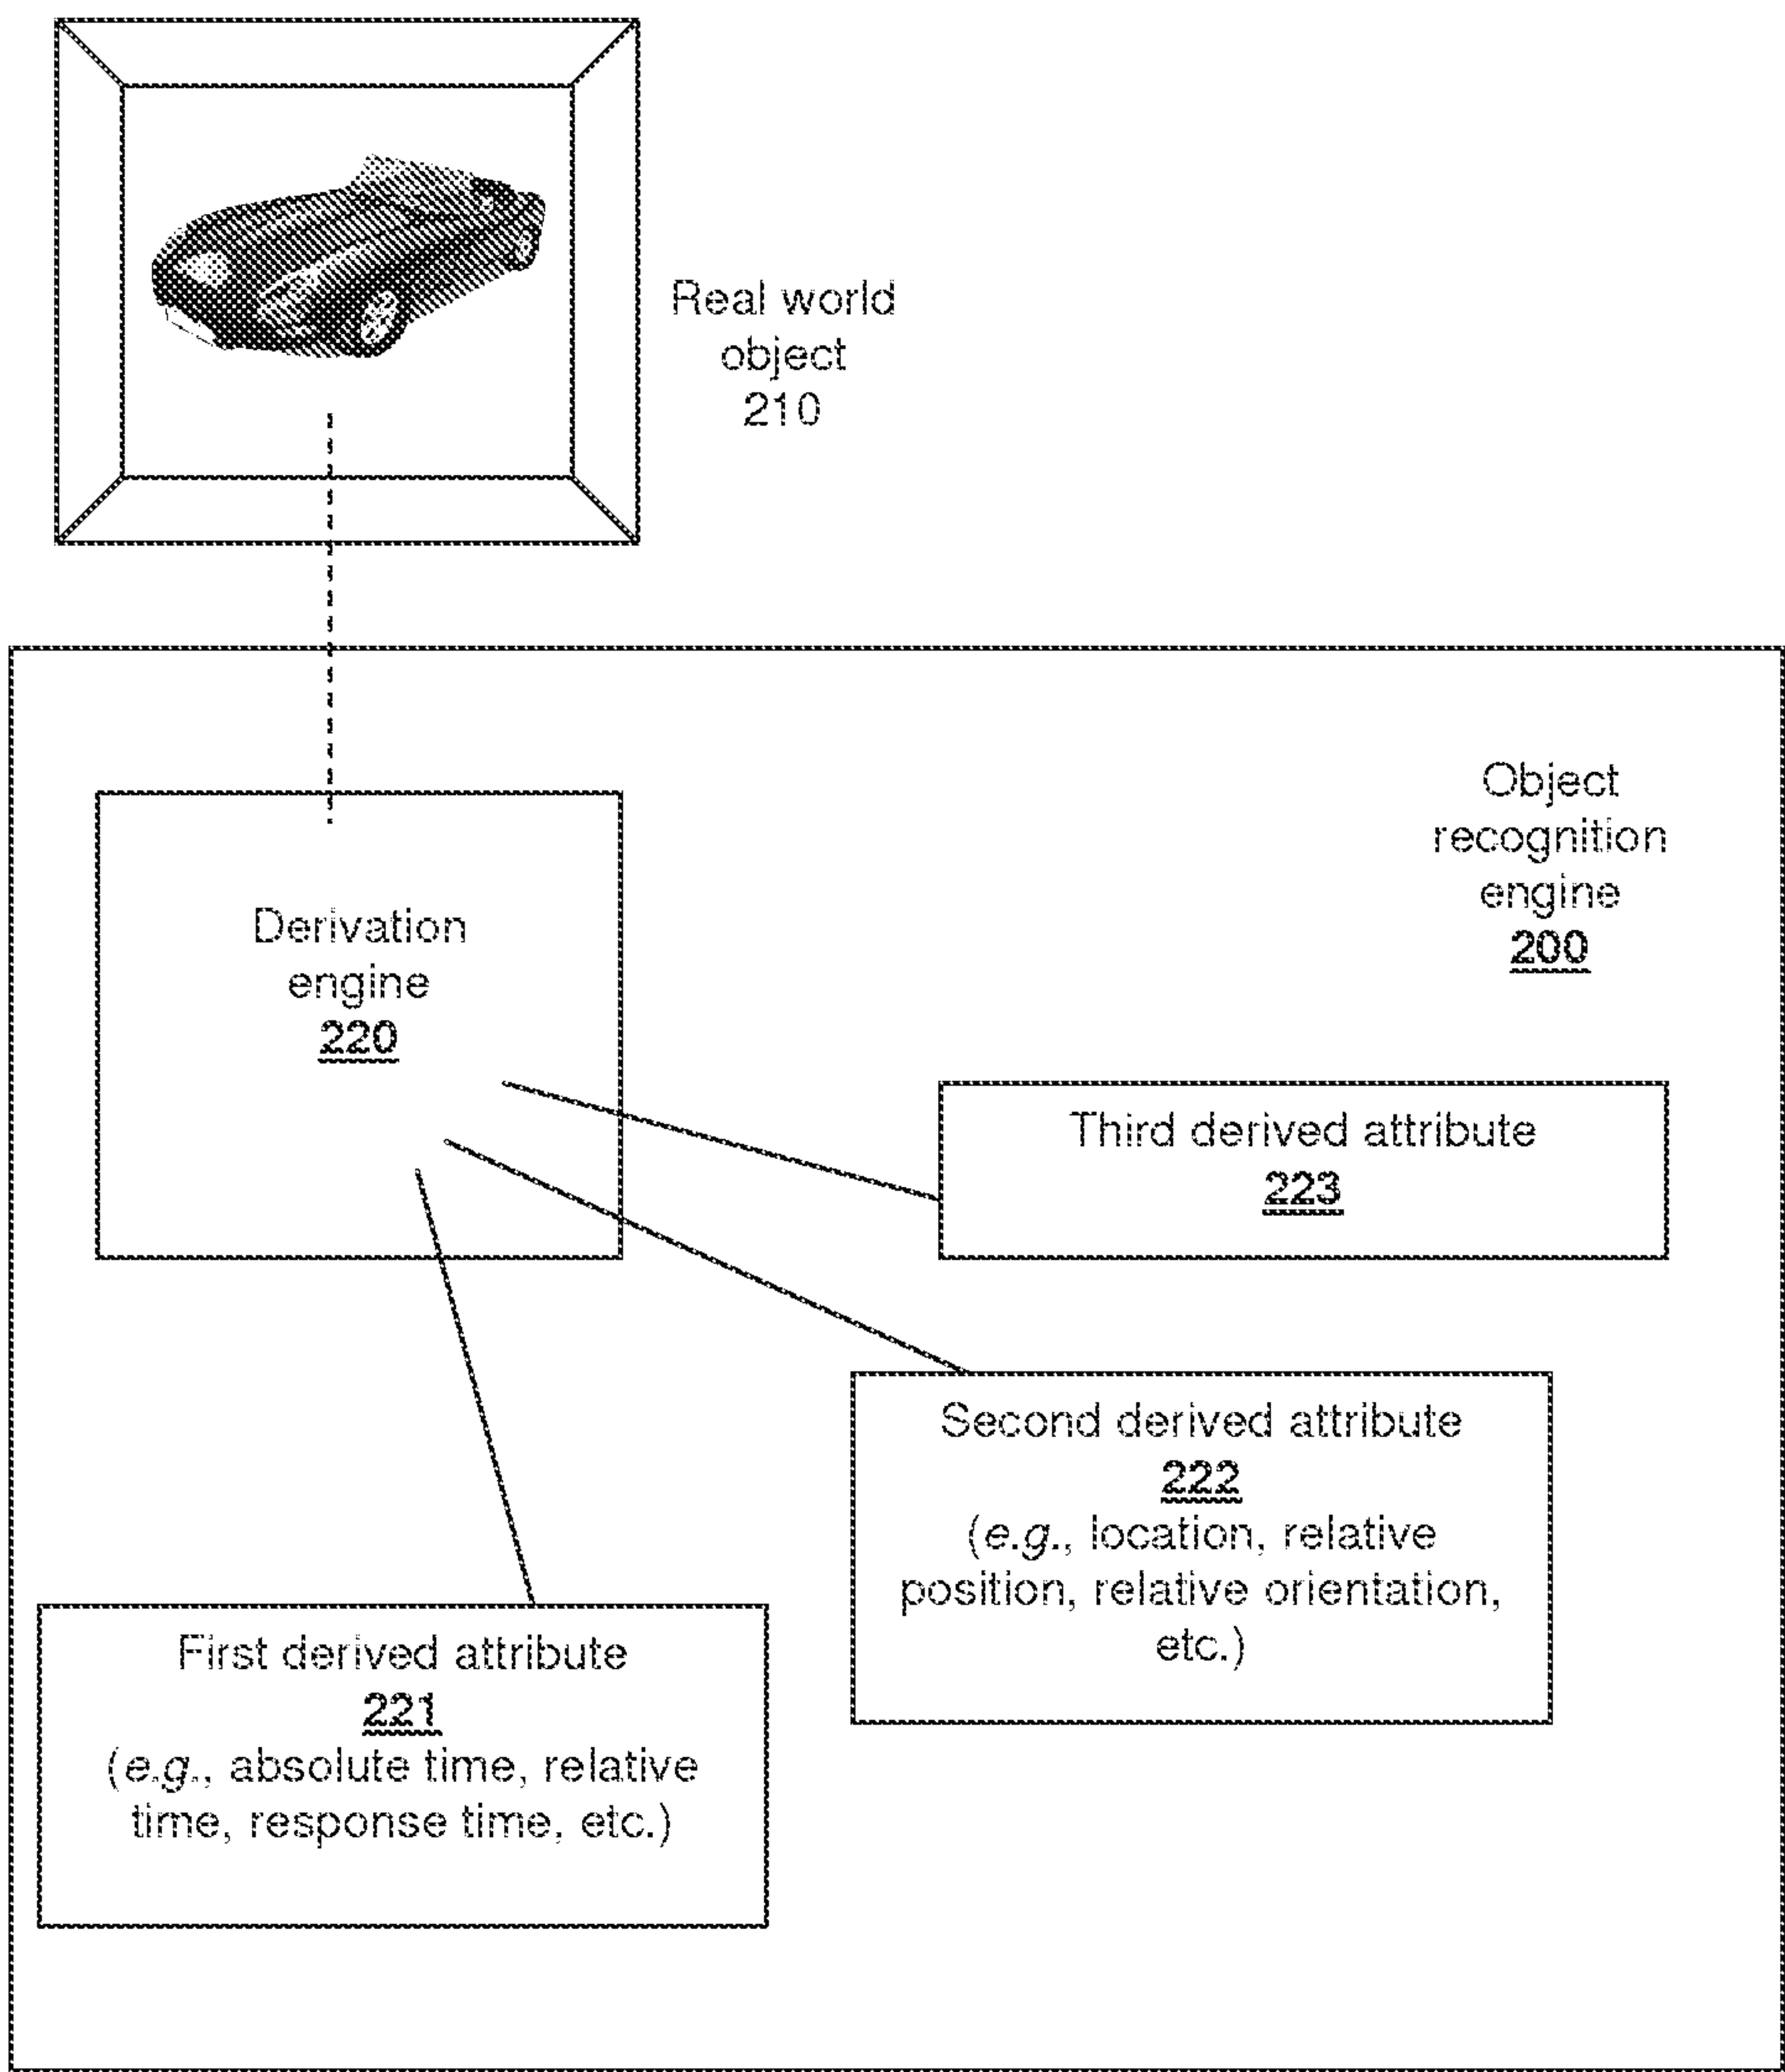 Real world
object
210
Object
recognition
engine
200
Derivation
engine
220
Third derived attribute
223
Second derived attribute
222
(e.g., location, relative
position, relative orientation,
etc.)
First derived attribute
221
(e.g., absolute time, relative
time, response time, etc.)